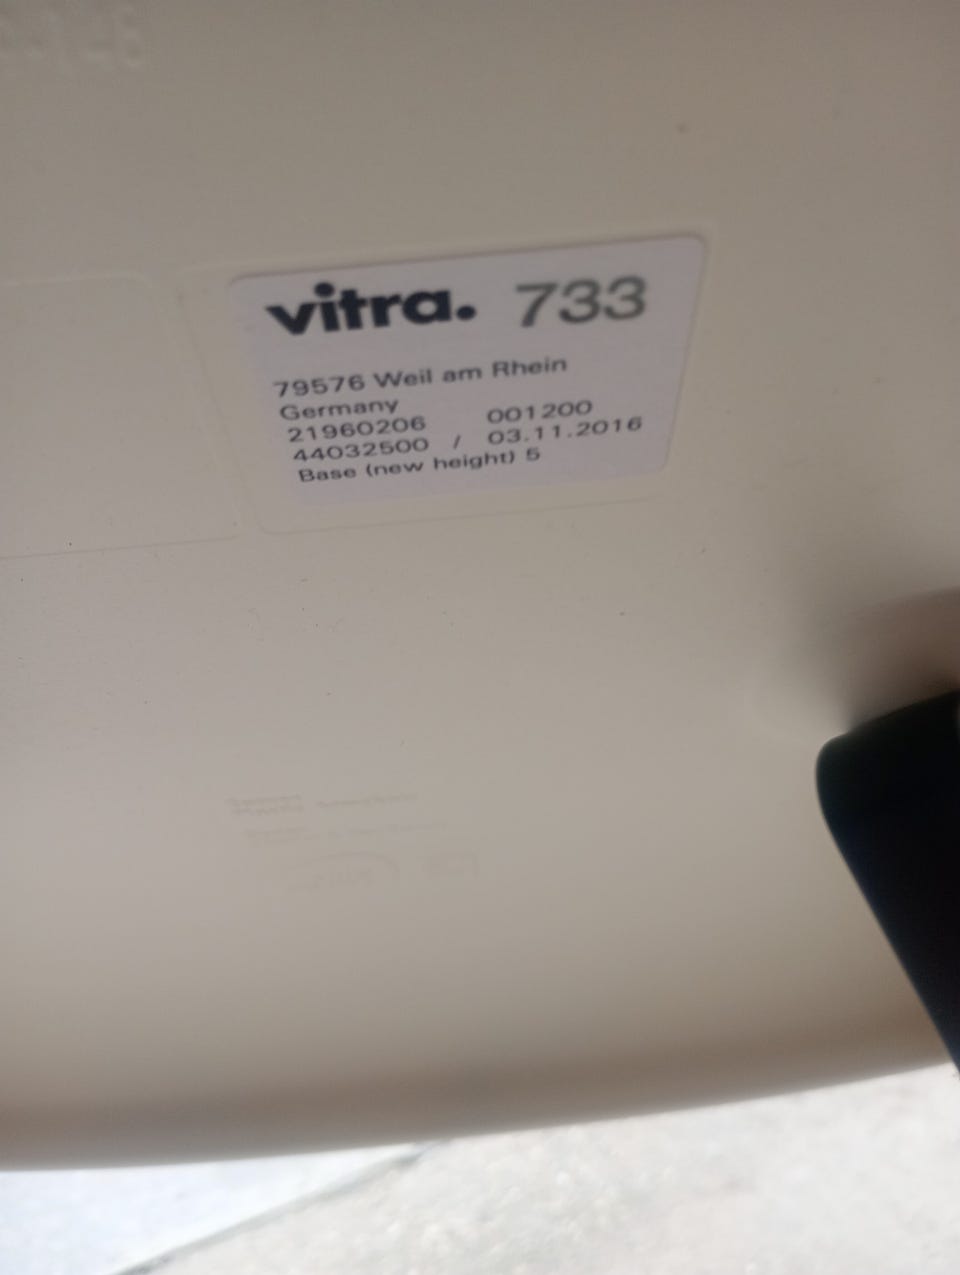 vitra. 733
79576 Weil am Rhein
Germany
21960206 001200
44032500 / 03.11.2016
Base (new height) 5